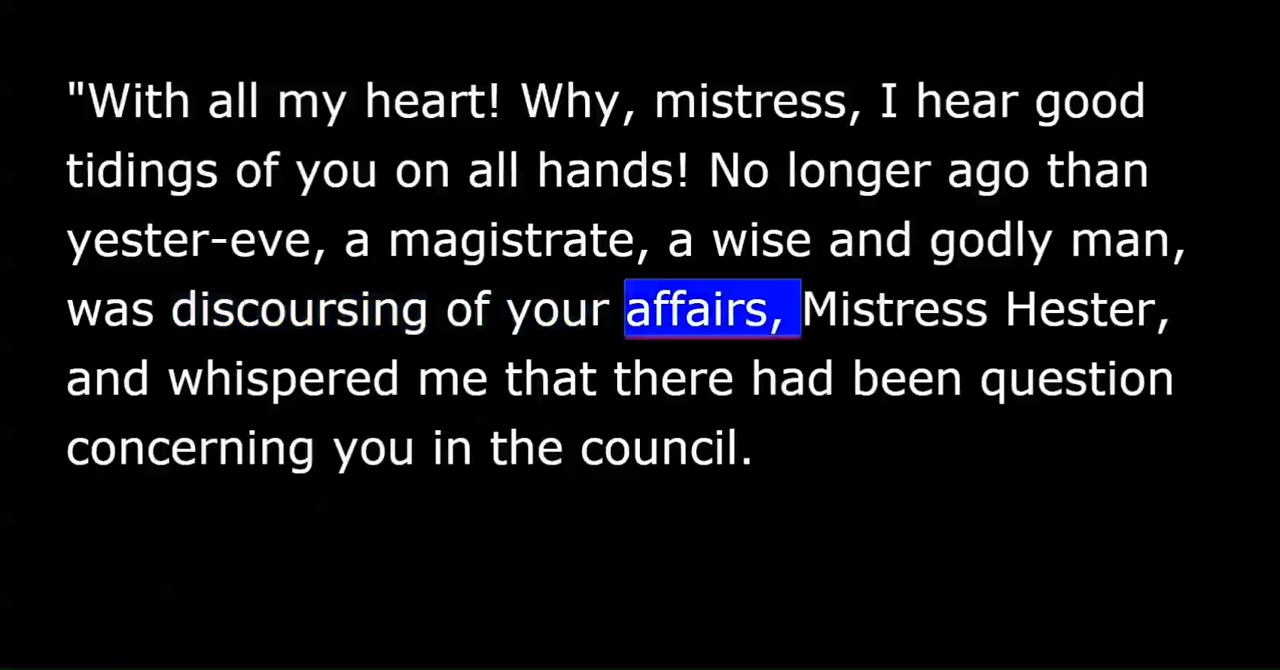 "With all my heart! Why, mistress, I hear good
tidings of you on all hands! No longer ago than
yester-eve, a magistrate, a wise and godly man,
was discoursing of your affairs, Mistress Hester,
and whispered me that there had been question
concerning you in the council.